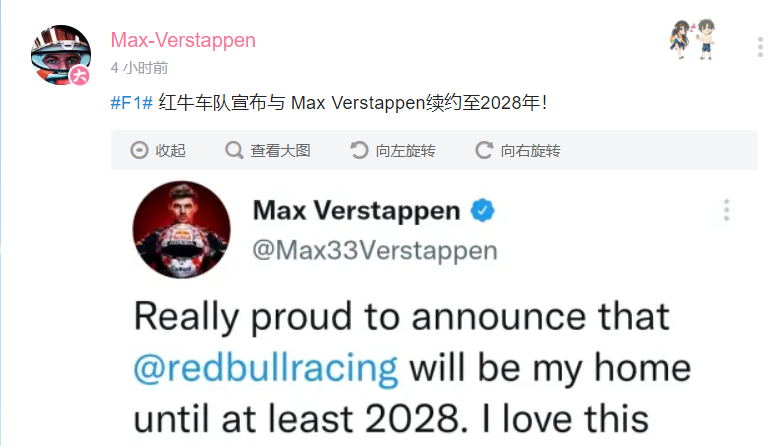 Max-Verstappen
大
4 小时前
#F1# 红牛车队宣布与 Max Verstappen续约至2028年！
收起 查看大图 向左旋转 向右旋转
Max Verstappen
@Max33Verstappen
Really proud to announce that
@redbullracing will be my home
until at least 2028. I love this